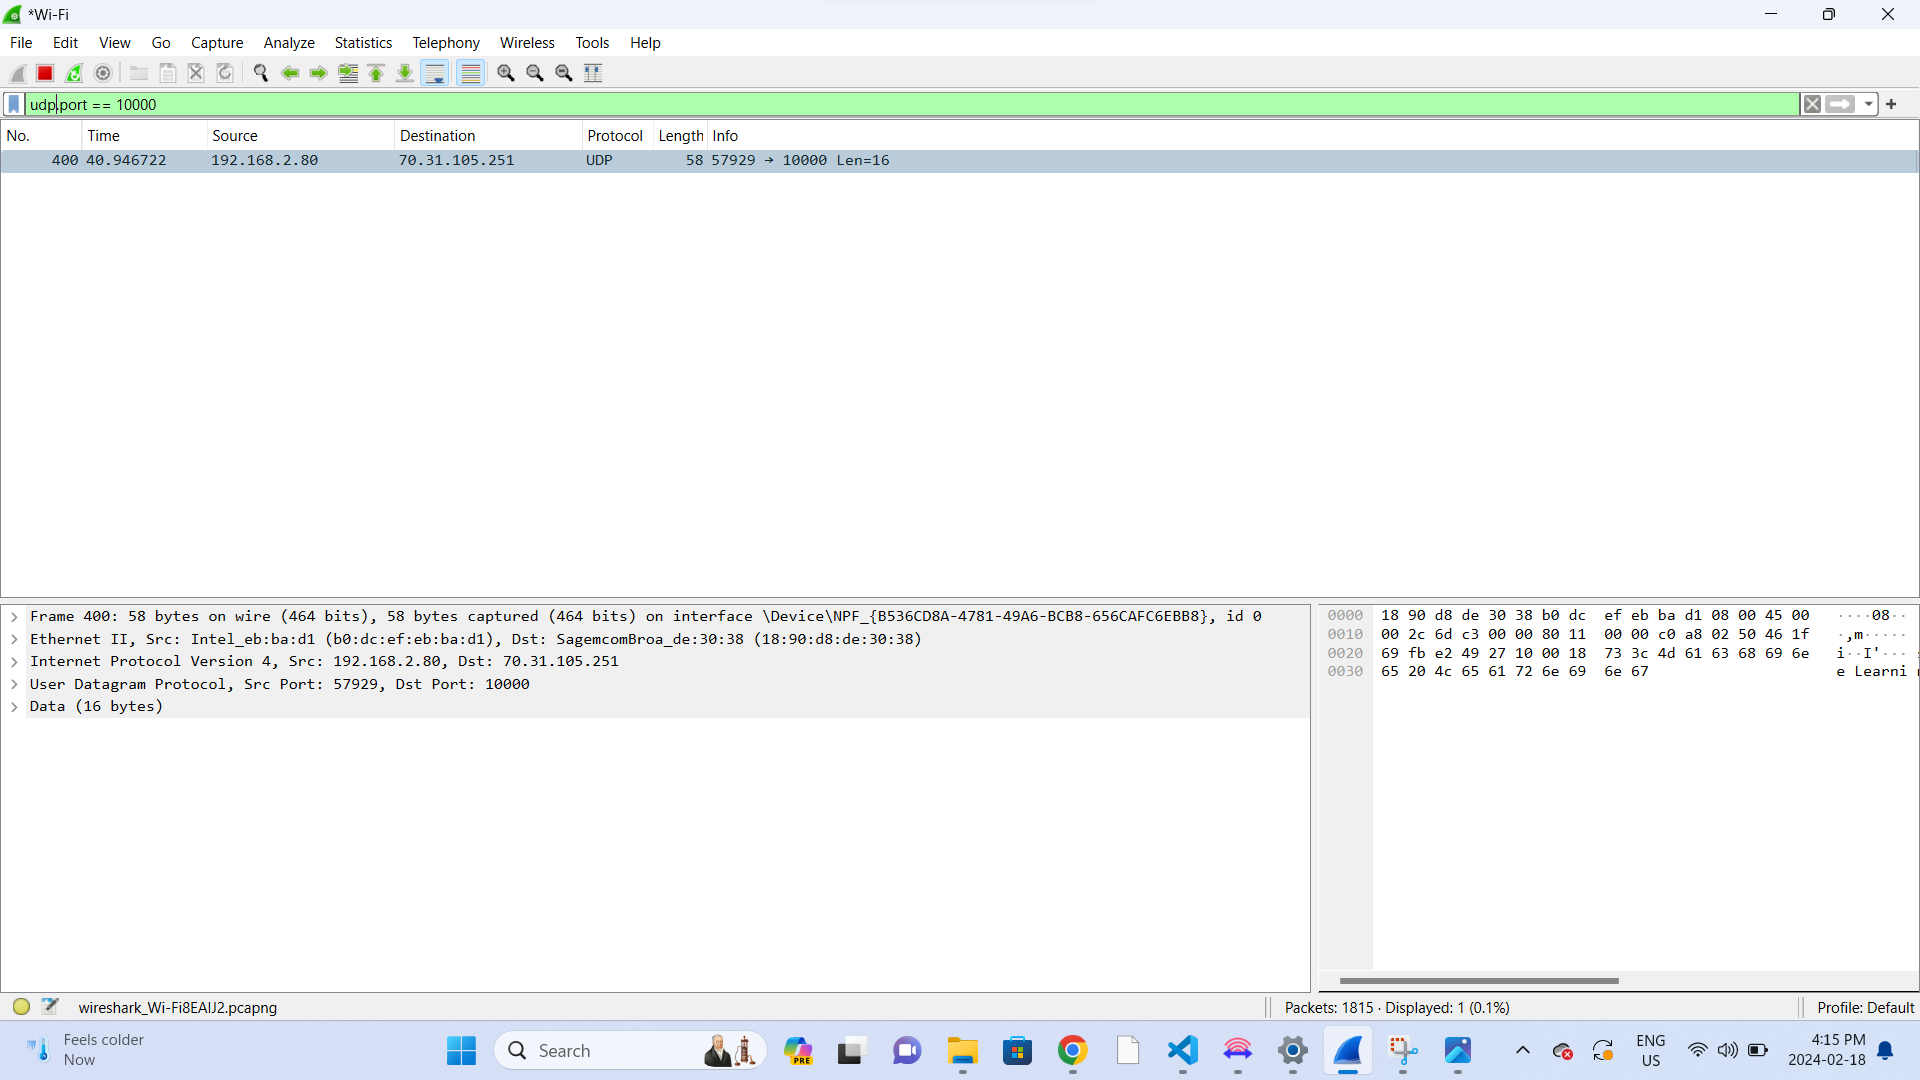 *Wi-Fi
File Edit View Go Capture Analyze Statistics Telephony Wireless Tools Help
udp.port == 10000
No. Time Source Destination Protocol Length Info
400 40.946722 192.168.2.80 70.31.105.251 UDP 58 57929 → 10000 Len=16
> Frame 400: 58 bytes on wire (464 bits), 58 bytes captured (464 bits) on interface \Device\NPF_{B536CD8A-4781-49A6-BCB8-656CAFC6EBB8}, id 0
> Ethernet II, Src: Intel_eb:ba:d1 (b0:dc:ef:eb:ba:d1), Dst: SagemcomBroa_de:30:38 (18:90:d8:de:30:38)
> Internet Protocol Version 4, Src: 192.168.2.80, Dst: 70.31.105.251
> User Datagram Protocol, Src Port: 57929, Dst Port: 10000
> Data (16 bytes)
0000 18 90 d8 de 30 38 b0 dc ef eb ba d1 08 00 45 00 ····08··
0010 00 2c 6d c3 00 00 80 11 00 00 c0 a8 02 50 46 1f ·,m·····
0020 69 fb e2 49 27 10 00 18 73 3c 4d 61 63 68 69 6e i··I'···
0030 65 20 4c 65 61 72 6e 69 6e 67 e Learni
wireshark_Wi-Fi8EAIJ2.pcapng
Packets: 1815 · Displayed: 1 (0.1%)
Profile: Default
Feels colder
Now
Search
PRE
ENG
US
4:15 PM
2024-02-18